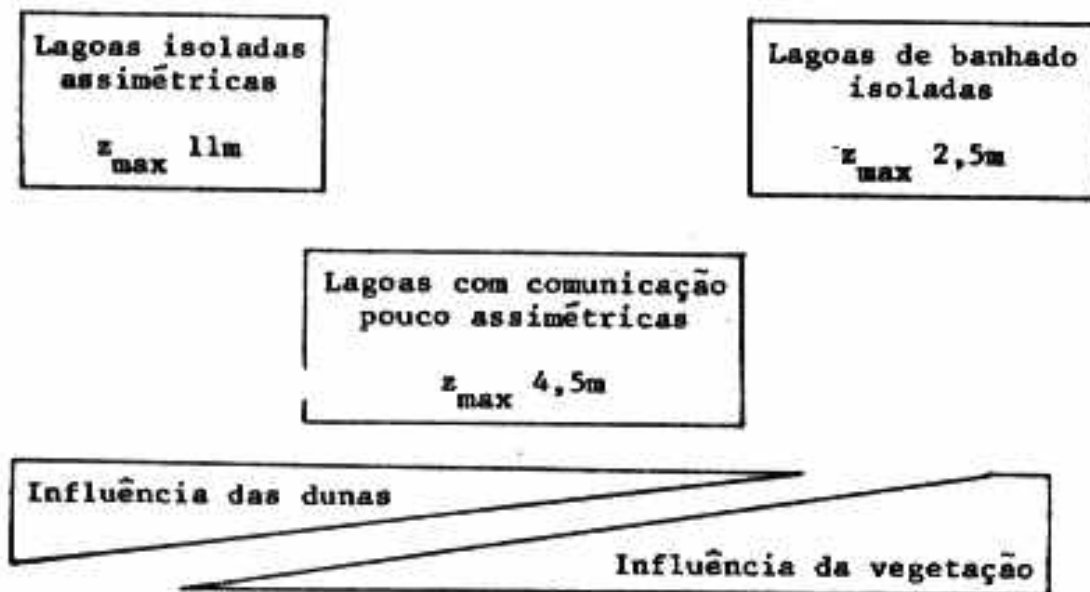 Lagoas isoladas
assimétricas
z max 11m
Lagoas de banhado
isoladas
z max 2,5m
Lagoas com comunicação
pouco assimétricas
z max 4,5m
Influência das dunas
Influência da vegetação